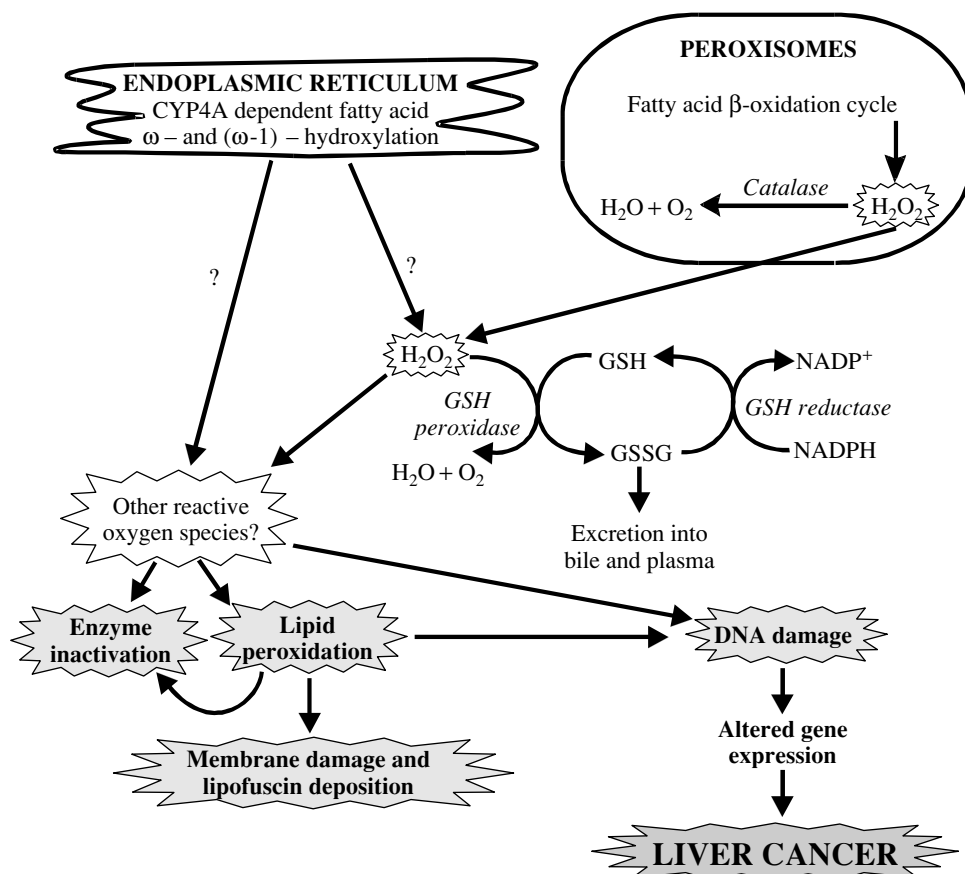 ENDOPLASMIC RETICULUM
CYP4A dependent fatty acid
ω – and (ω-1) – hydroxylation
PEROXISOMES
Fatty acid β-oxidation cycle
Catalase
H₂O + O₂
H₂O₂
?
?
H₂O₂
GSH
NADP⁺
GSH
peroxidase
GSH reductase
H₂O + O₂
GSSG
NADPH
Other reactive
oxygen species?
Excretion into
bile and plasma
Enzyme
inactivation
Lipid
peroxidation
DNA damage
Altered gene
expression
Membrane damage and
lipofuscin deposition
LIVER CANCER